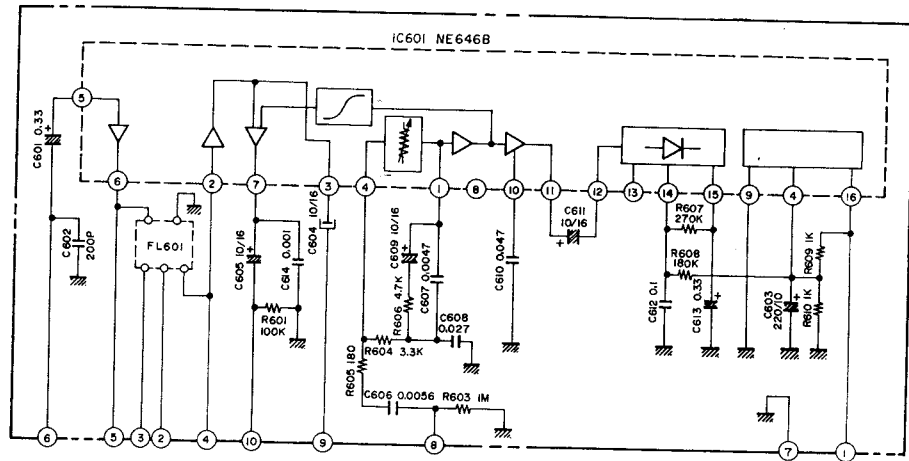 iC601 NE646B
5
C601 0.33
+
6
2
7
3
4
1
8
10
11
12
13
14
15
9
4
16
C602
200P
FL601
C605 10/16
+
C614 0.001
C604 10/16
R601
100K
C609 10/16
+
R606 4.7K
C607 0.0047
C608
0.027
R604 3.3K
R605 180
C606 0.0056
R603 1M
C610 0.047
C611
10/16
+
R607
270K
R608
180K
C612 0.1
C613 0.33
+
C603
220/10
+
R609 1K
R610 1K
6
5
3
2
4
10
9
8
7
1